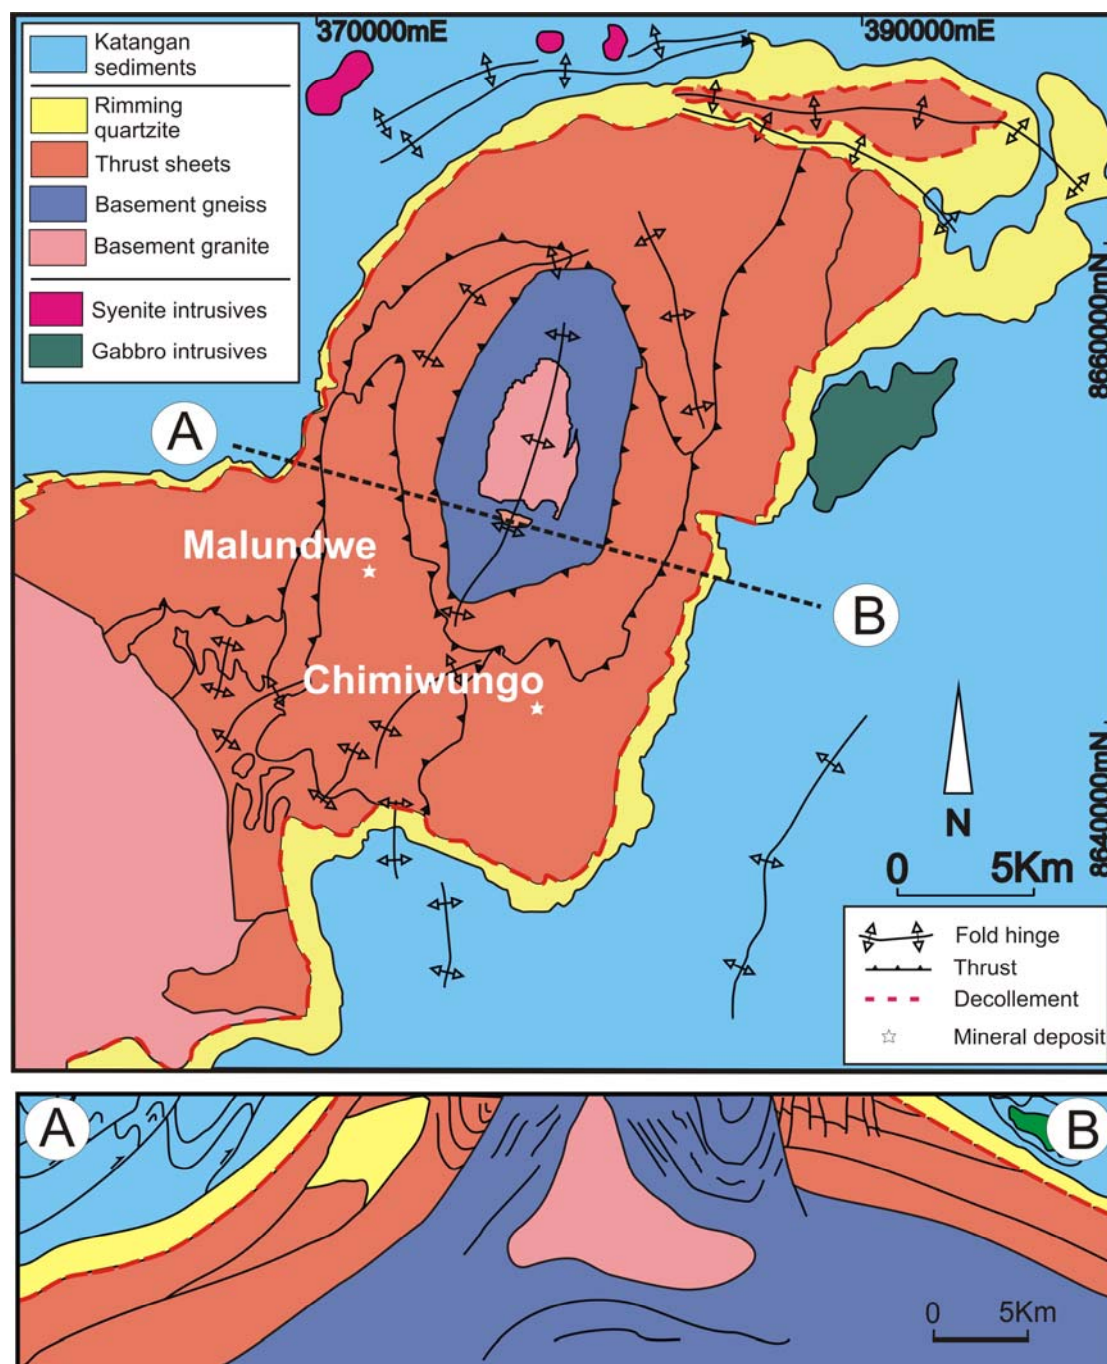 Katangan
sediments
Rimming
quartzite
Thrust sheets
Basement gneiss
Basement granite
Syenite intrusives
Gabbro intrusives
370000mE
390000mE
8660000mN
A
Malundwe
B
Chimiwungo
8640000mN
N
0 5Km
Fold hinge
Thrust
Decollement
Mineral deposit
A
B
0 5Km